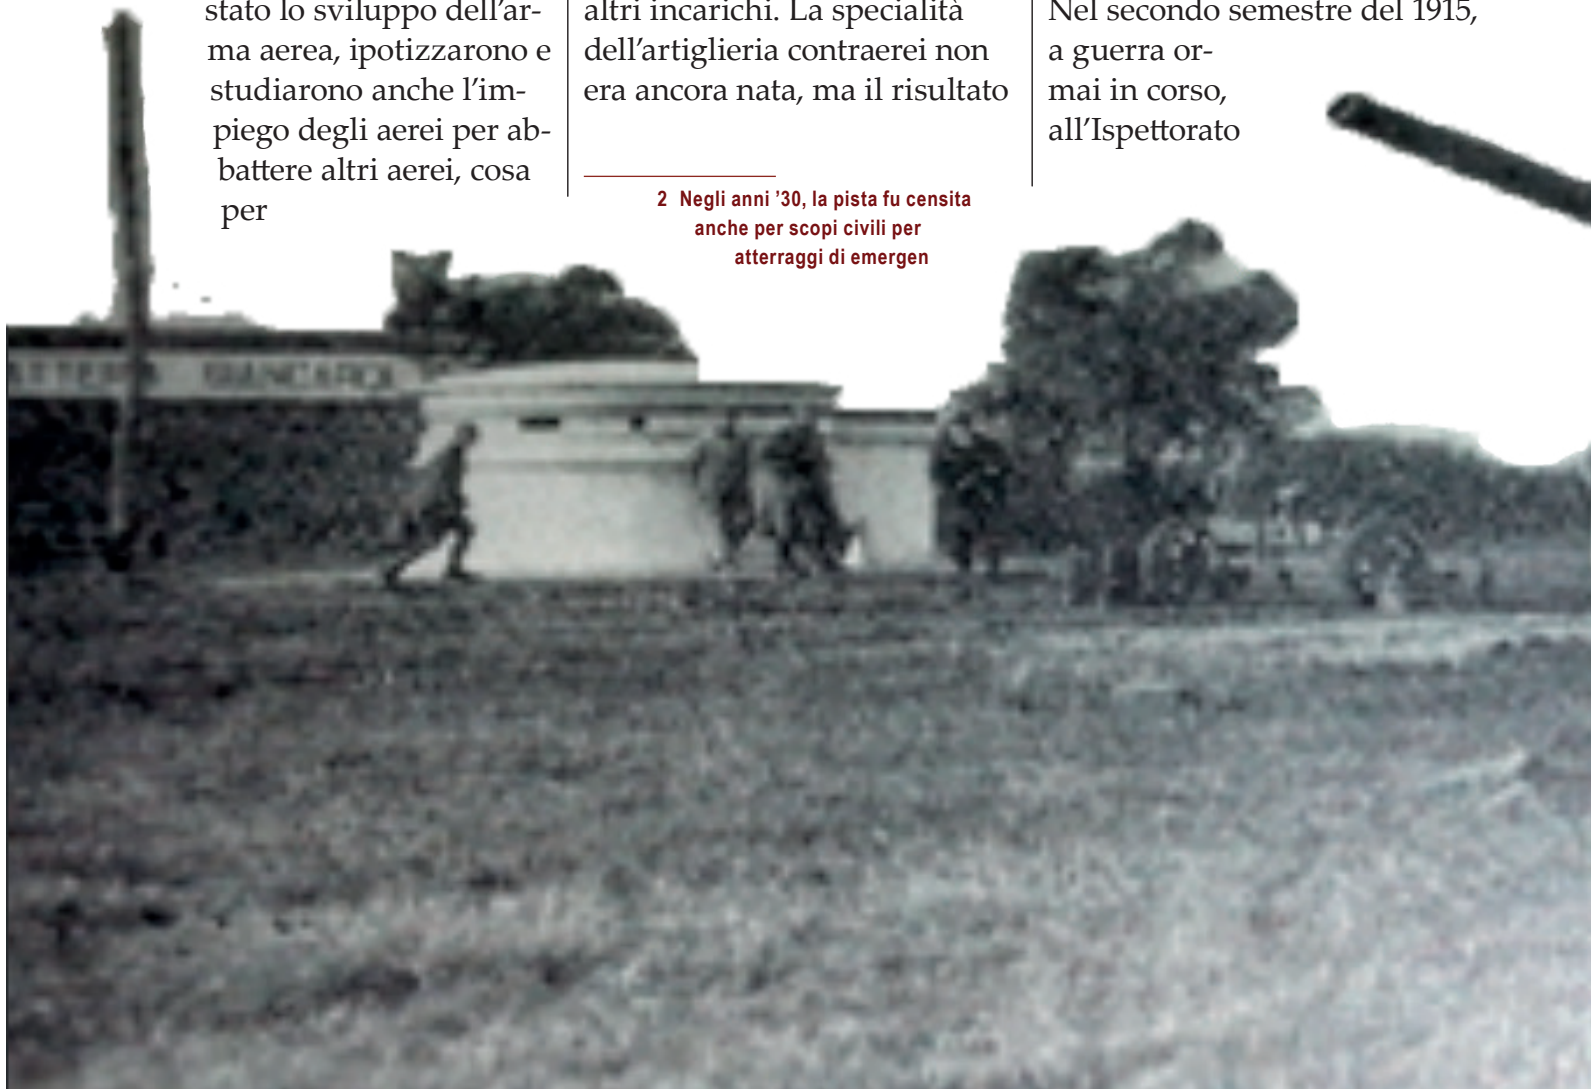 stato lo sviluppo dell'ar-
ma aerea, ipotizzarono e
studiarono anche l'im-
piego degli aerei per ab-
battere altri aerei, cosa
per
altri incarichi. La specialità
dell'artiglieria contraerei non
era ancora nata, ma il risultato
2 Negli anni '30, la pista fu censita
anche per scopi civili per
atterraggi di emergen
Nel secondo semestre del 1915,
a guerra or-
mai in corso,
all'Ispettorato